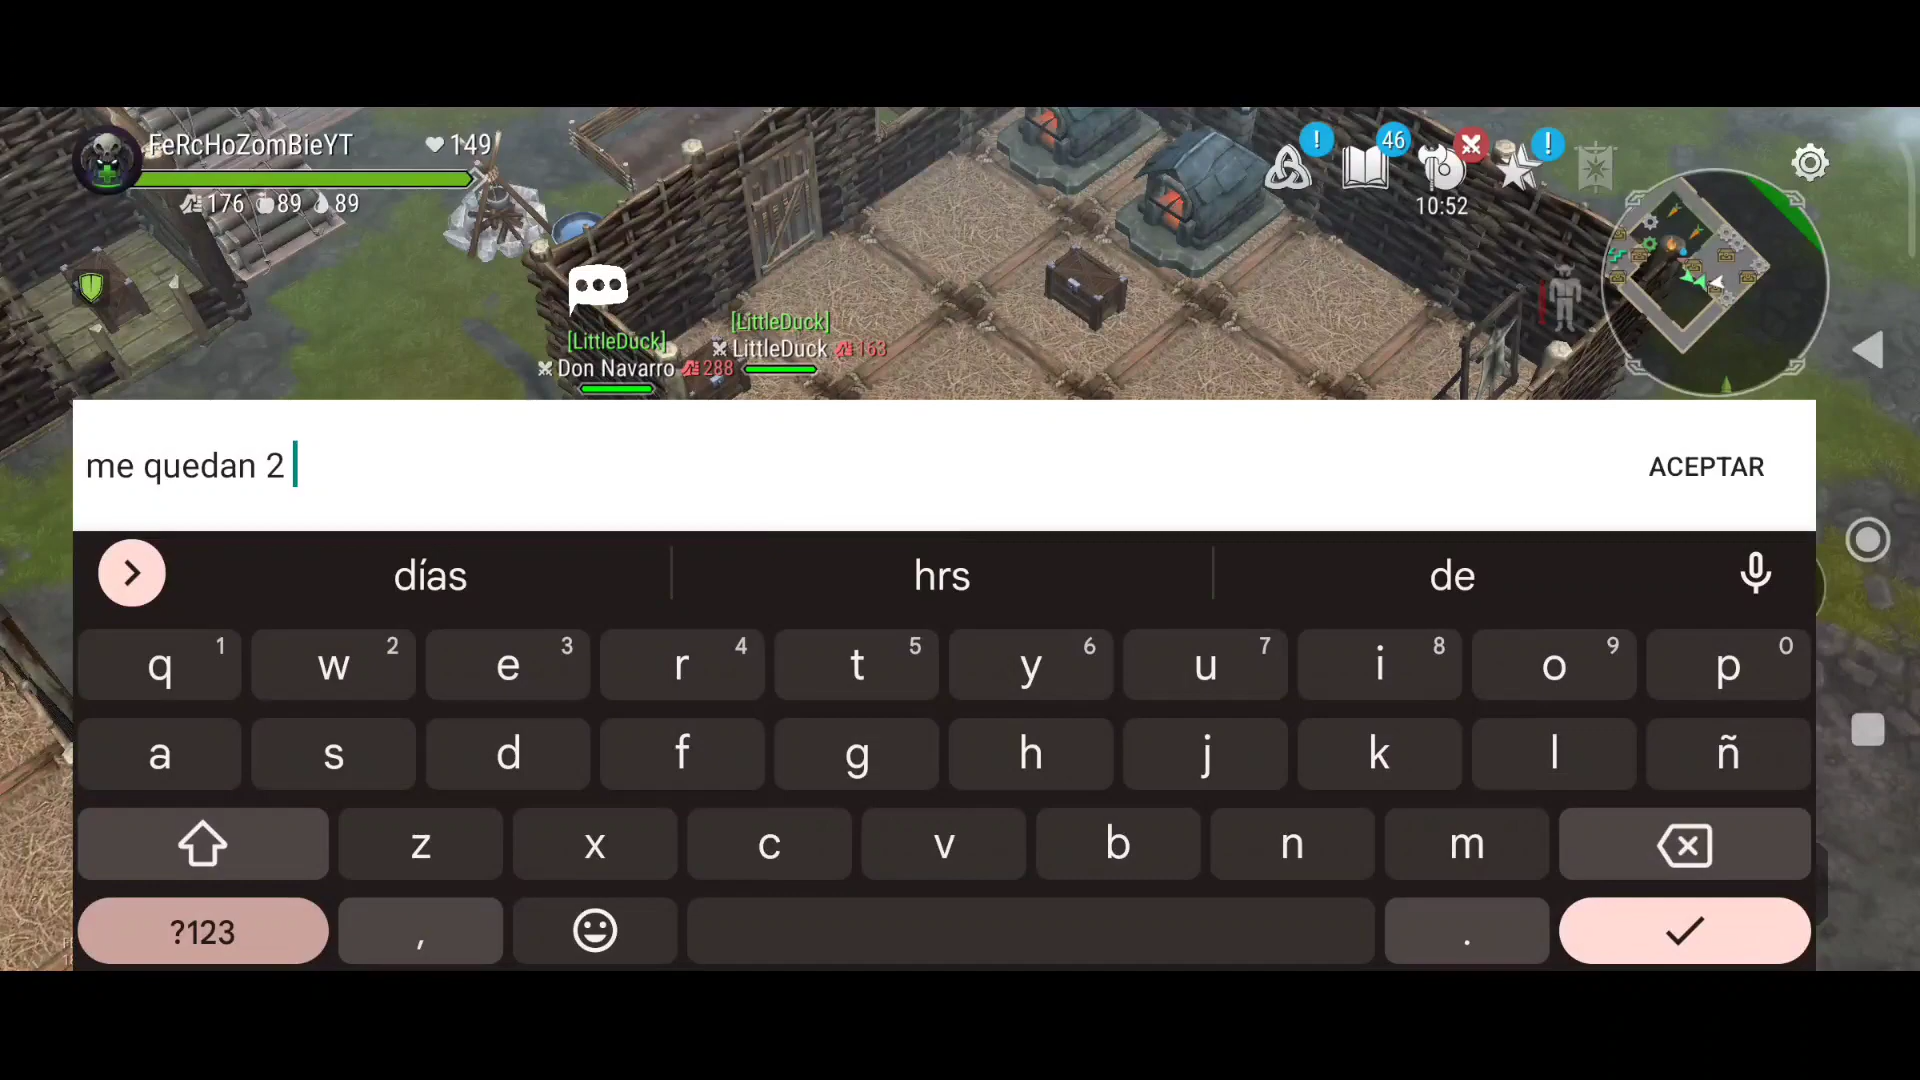 FeRcHoZomBieYT 149
176 89 89
! 46 !
10:52
[LittleDuck]
LittleDuck 163
[LittleDuck]
Don Navarro 288
me quedan 2
ACEPTAR
días hrs de
q 1 w 2 e 3 r 4 t 5 y 6 u 7 i 8 o 9 p 0
a s d f g h j k l ñ
z x c v b n m
?123 , .